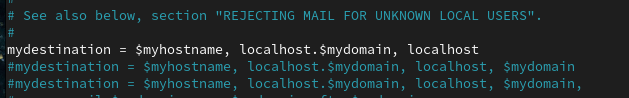 #
# See also below, section "REJECTING MAIL FOR UNKNOWN LOCAL USERS".
#
mydestination = $myhostname, localhost.$mydomain, localhost
#mydestination = $myhostname, localhost.$mydomain, localhost, $mydomain
#mydestination = $myhostname, localhost.$mydomain, localhost, $mydomain,